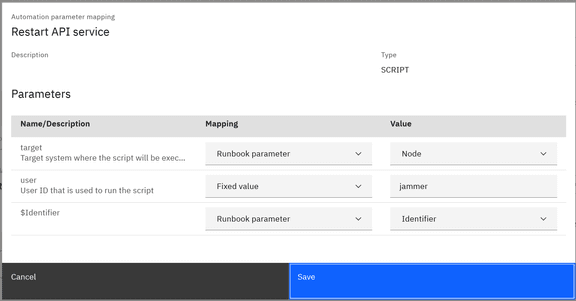 Automation parameter mapping
Restart API service
Description
Type
SCRIPT
Parameters
Name/Description Mapping Value
target
Target system where the script will be exec...
Runbook parameter
Node
user
User ID that is used to run the script
Fixed value
jammer
$Identifier
Runbook parameter
Identifier
Cancel
Save